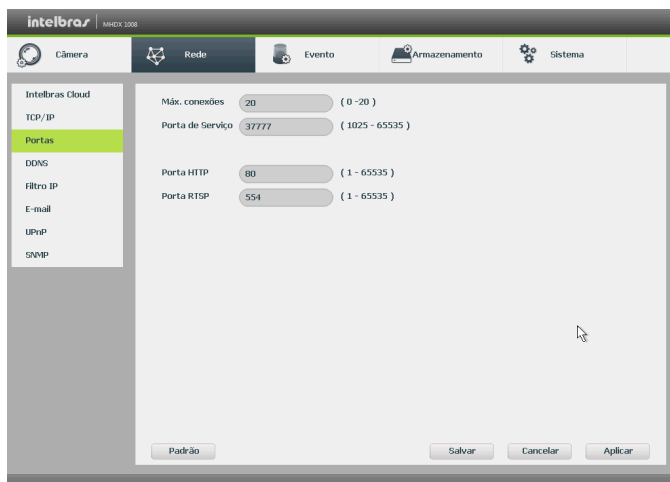 intelbras MHDX 1008
Câmera Rede Evento Armazenamento Sistema
Intelbras Cloud
TCP/IP
Portas
DDNS
Filtro IP
E-mail
UPnP
SNMP
Máx. conexões 20 ( 0 -20 )
Porta de Serviço 37777 ( 1025 - 65535 )
Porta HTTP 80 ( 1 - 65535 )
Porta RTSP 554 ( 1 - 65535 )
Padrão Salvar Cancelar Aplicar